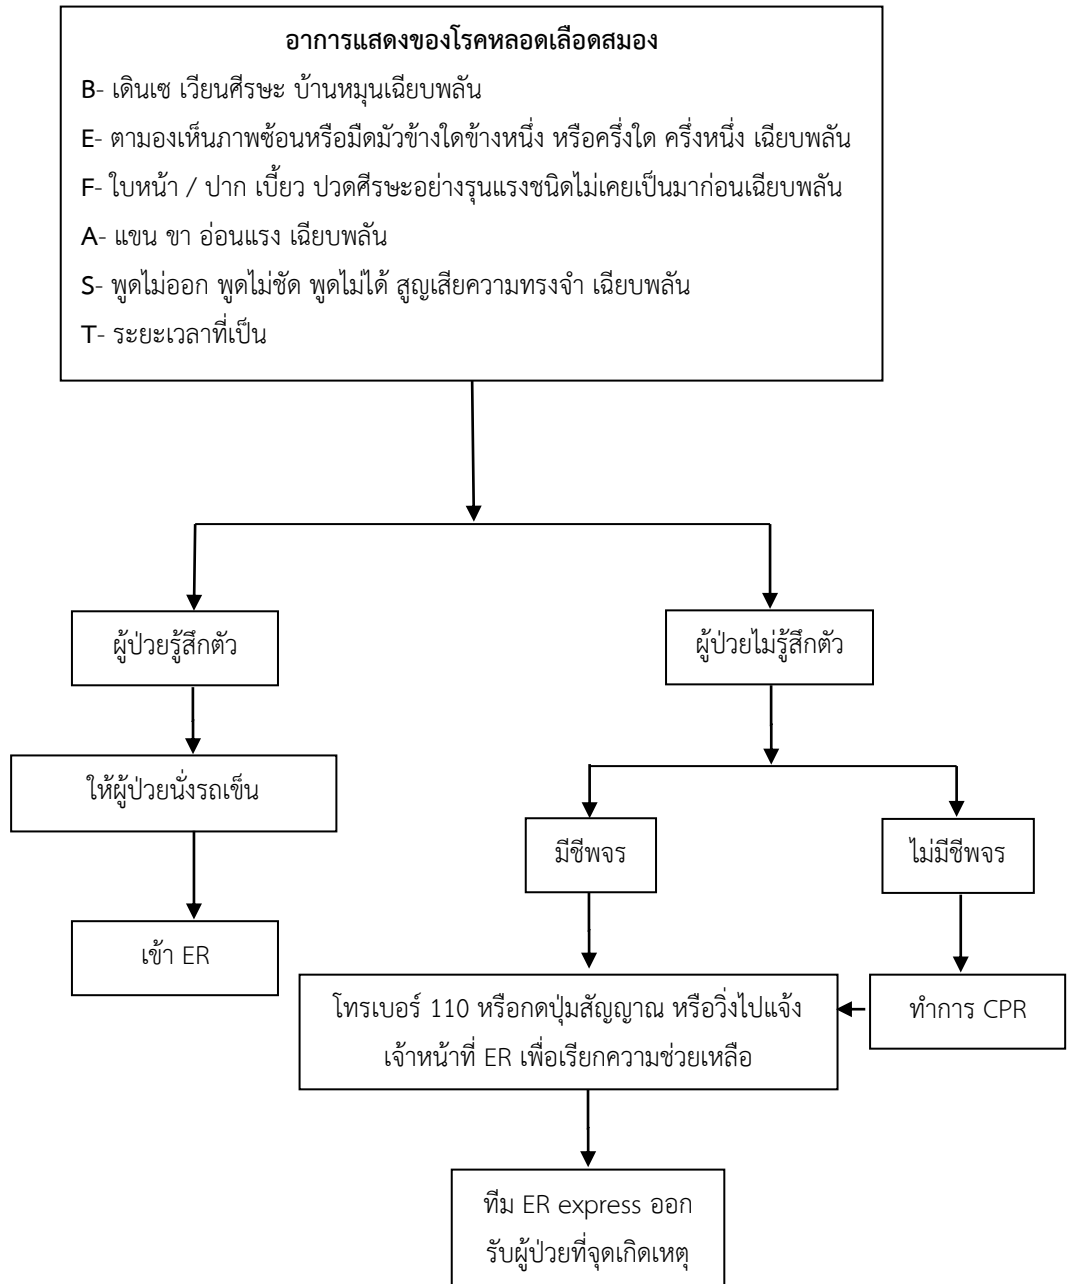 อาการแสดงของโรคหลอดเลือดสมอง
B- เดินเซ เวียนศีรษะ บ้านหมุนเฉียบพลัน
E- ตามองเห็นภาพซ้อนหรือมืดมัวข้างใดข้างหนึ่ง หรือครึ่งใด ครึ่งหนึ่ง เฉียบพลัน
F- ใบหน้า / ปาก เบี้ยว ปวดศีรษะอย่างรุนแรงชนิดไม่เคยเป็นมาก่อนเฉียบพลัน
A- แขน ขา อ่อนแรง เฉียบพลัน
S- พูดไม่ออก พูดไม่ชัด พูดไม่ได้ สูญเสียความทรงจำ เฉียบพลัน
T- ระยะเวลาที่เป็น
ผู้ป่วยรู้สึกตัว
ผู้ป่วยไม่รู้สึกตัว
ให้ผู้ป่วยนั่งรถเข็น
มีชีพจร
ไม่มีชีพจร
เข้า ER
โทรเบอร์ 110 หรือกดปุ่มสัญญาณ หรือวิ่งไปแจ้ง
เจ้าหน้าที่ ER เพื่อเรียกความช่วยเหลือ
ทำการ CPR
ทีม ER express ออก
รับผู้ป่วยที่จุดเกิดเหตุ